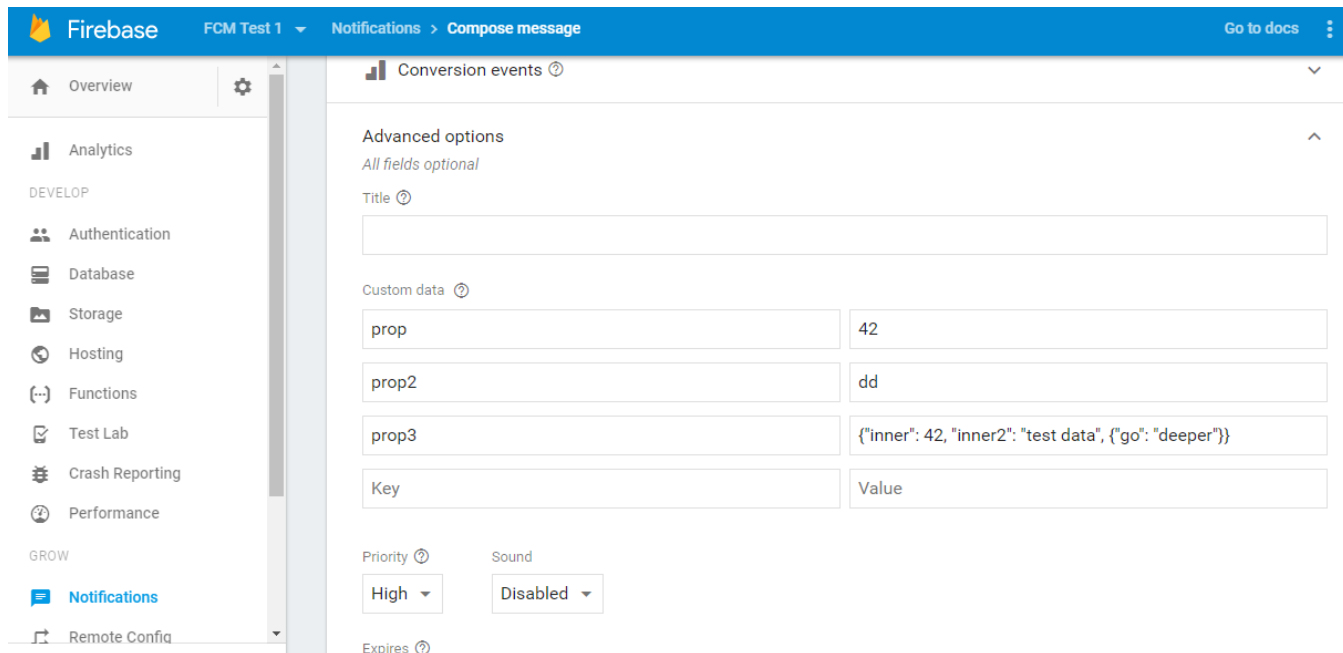 Firebase FCM Test 1 Notifications > Compose message Go to docs
Overview
Analytics
DEVELOP
Authentication
Database
Storage
Hosting
Functions
Test Lab
Crash Reporting
Performance
GROW
Notifications
Remote Config
Conversion events
Advanced options
All fields optional
Title
Custom data
prop 42
prop2 dd
prop3 {"inner": 42, "inner2": "test data", {"go": "deeper"}}
Key Value
Priority Sound
High Disabled
Expires